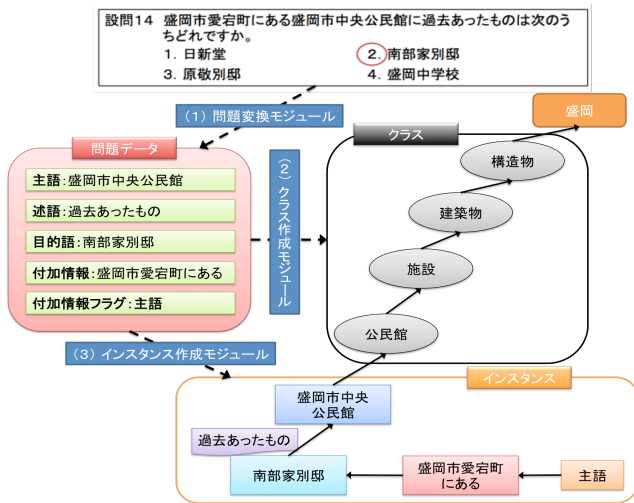 設問14 盛岡市愛宕町にある盛岡市中央公民館に過去あったものは次のう
ちどれですか。
1. 日新堂 2. 南部家別邸
3. 原敬別邸 4. 盛岡中学校
(1)問題変換モジュール
盛岡
クラス
問題データ
主語:盛岡市中央公民館
述語:過去あったもの
目的語:南部家別邸
付加情報:盛岡市愛宕町にある
付加情報フラグ:主語
(2)クラス作成モジュール
構造物
建築物
施設
公民館
(3)インスタンス作成モジュール
インスタンス
盛岡市中央
公民館
過去あったもの
南部家別邸
盛岡市愛宕町
にある
主語